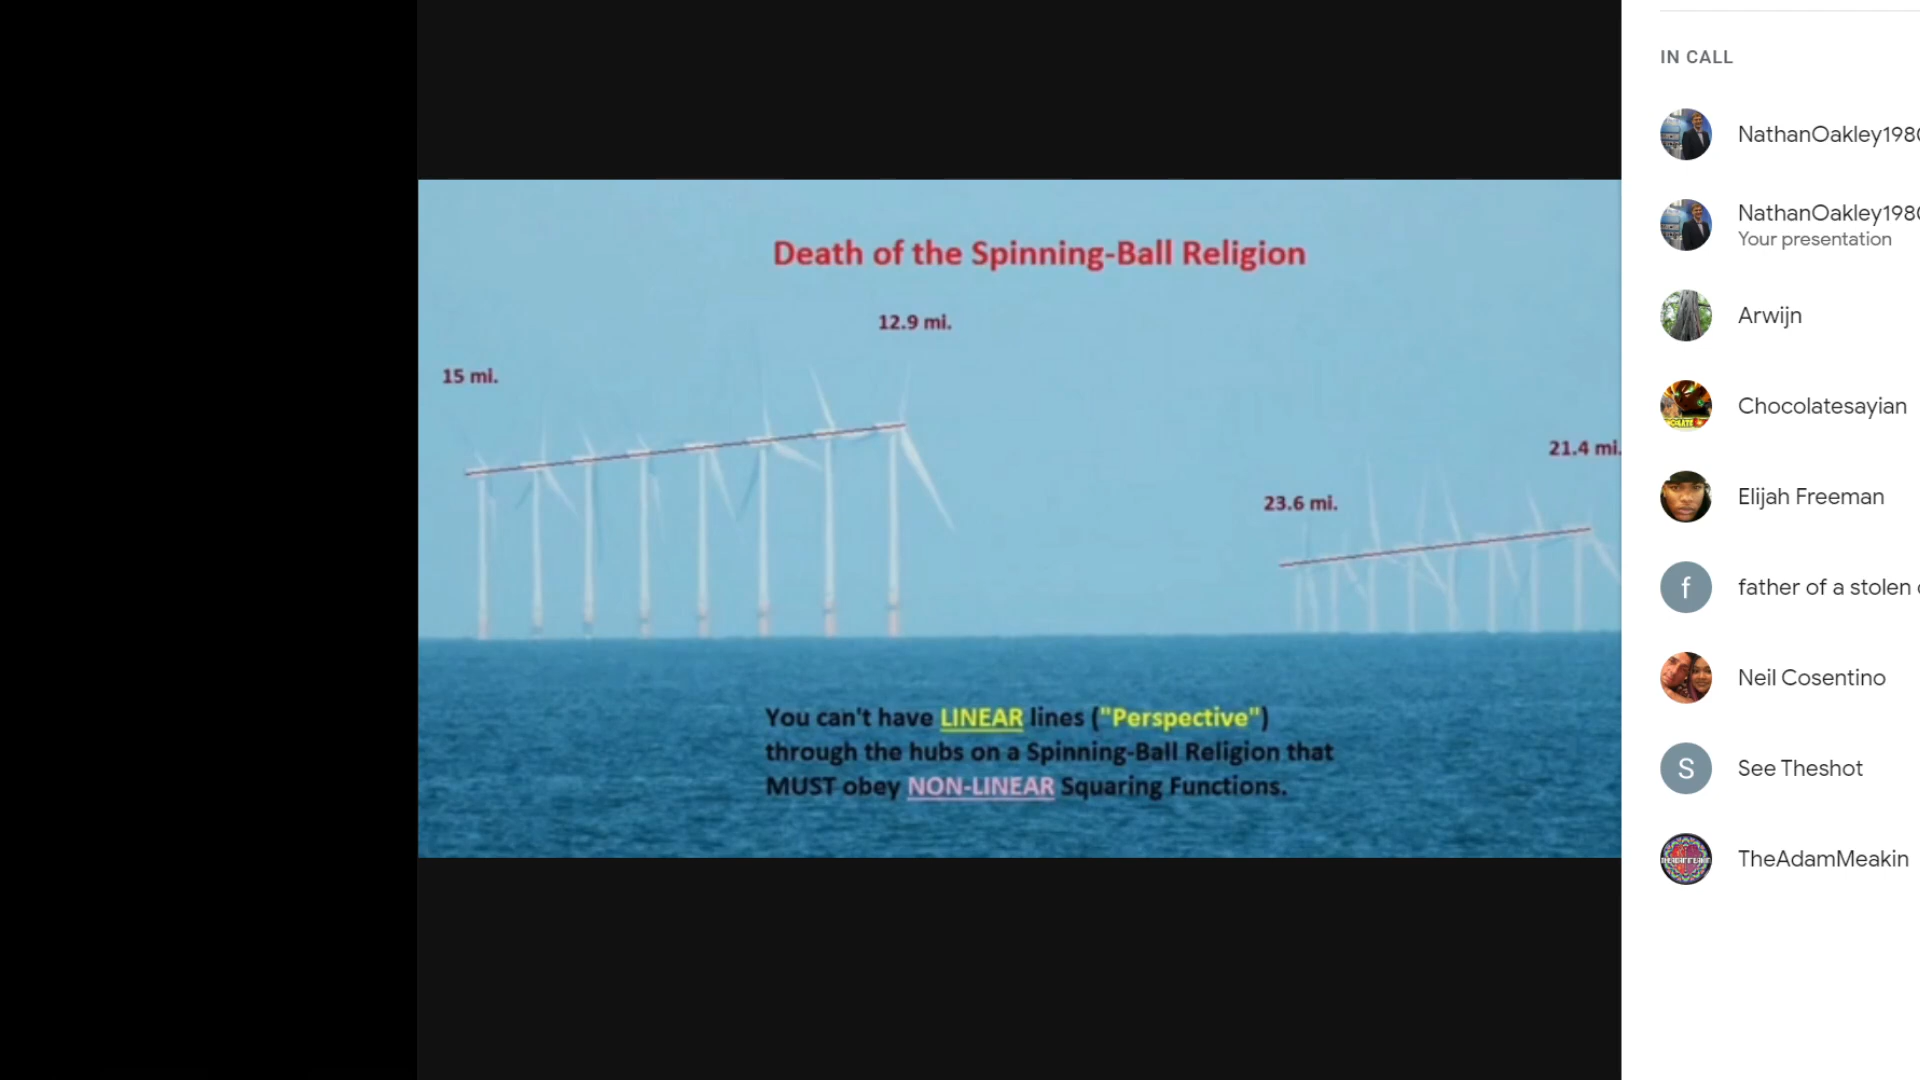 IN CALL
NathanOakley198
NathanOakley198
Your presentation
Arwijn
Chocolatesayian
Elijah Freeman
father of a stolen
Neil Cosentino
See Theshot
TheAdamMeakin
Death of the Spinning-Ball Religion
12.9 mi.
15 mi.
21.4 mi.
23.6 mi.
You can't have LINEAR lines ("Perspective")
through the hubs on a Spinning-Ball Religion that
MUST obey NON-LINEAR Squaring Functions.
f
S